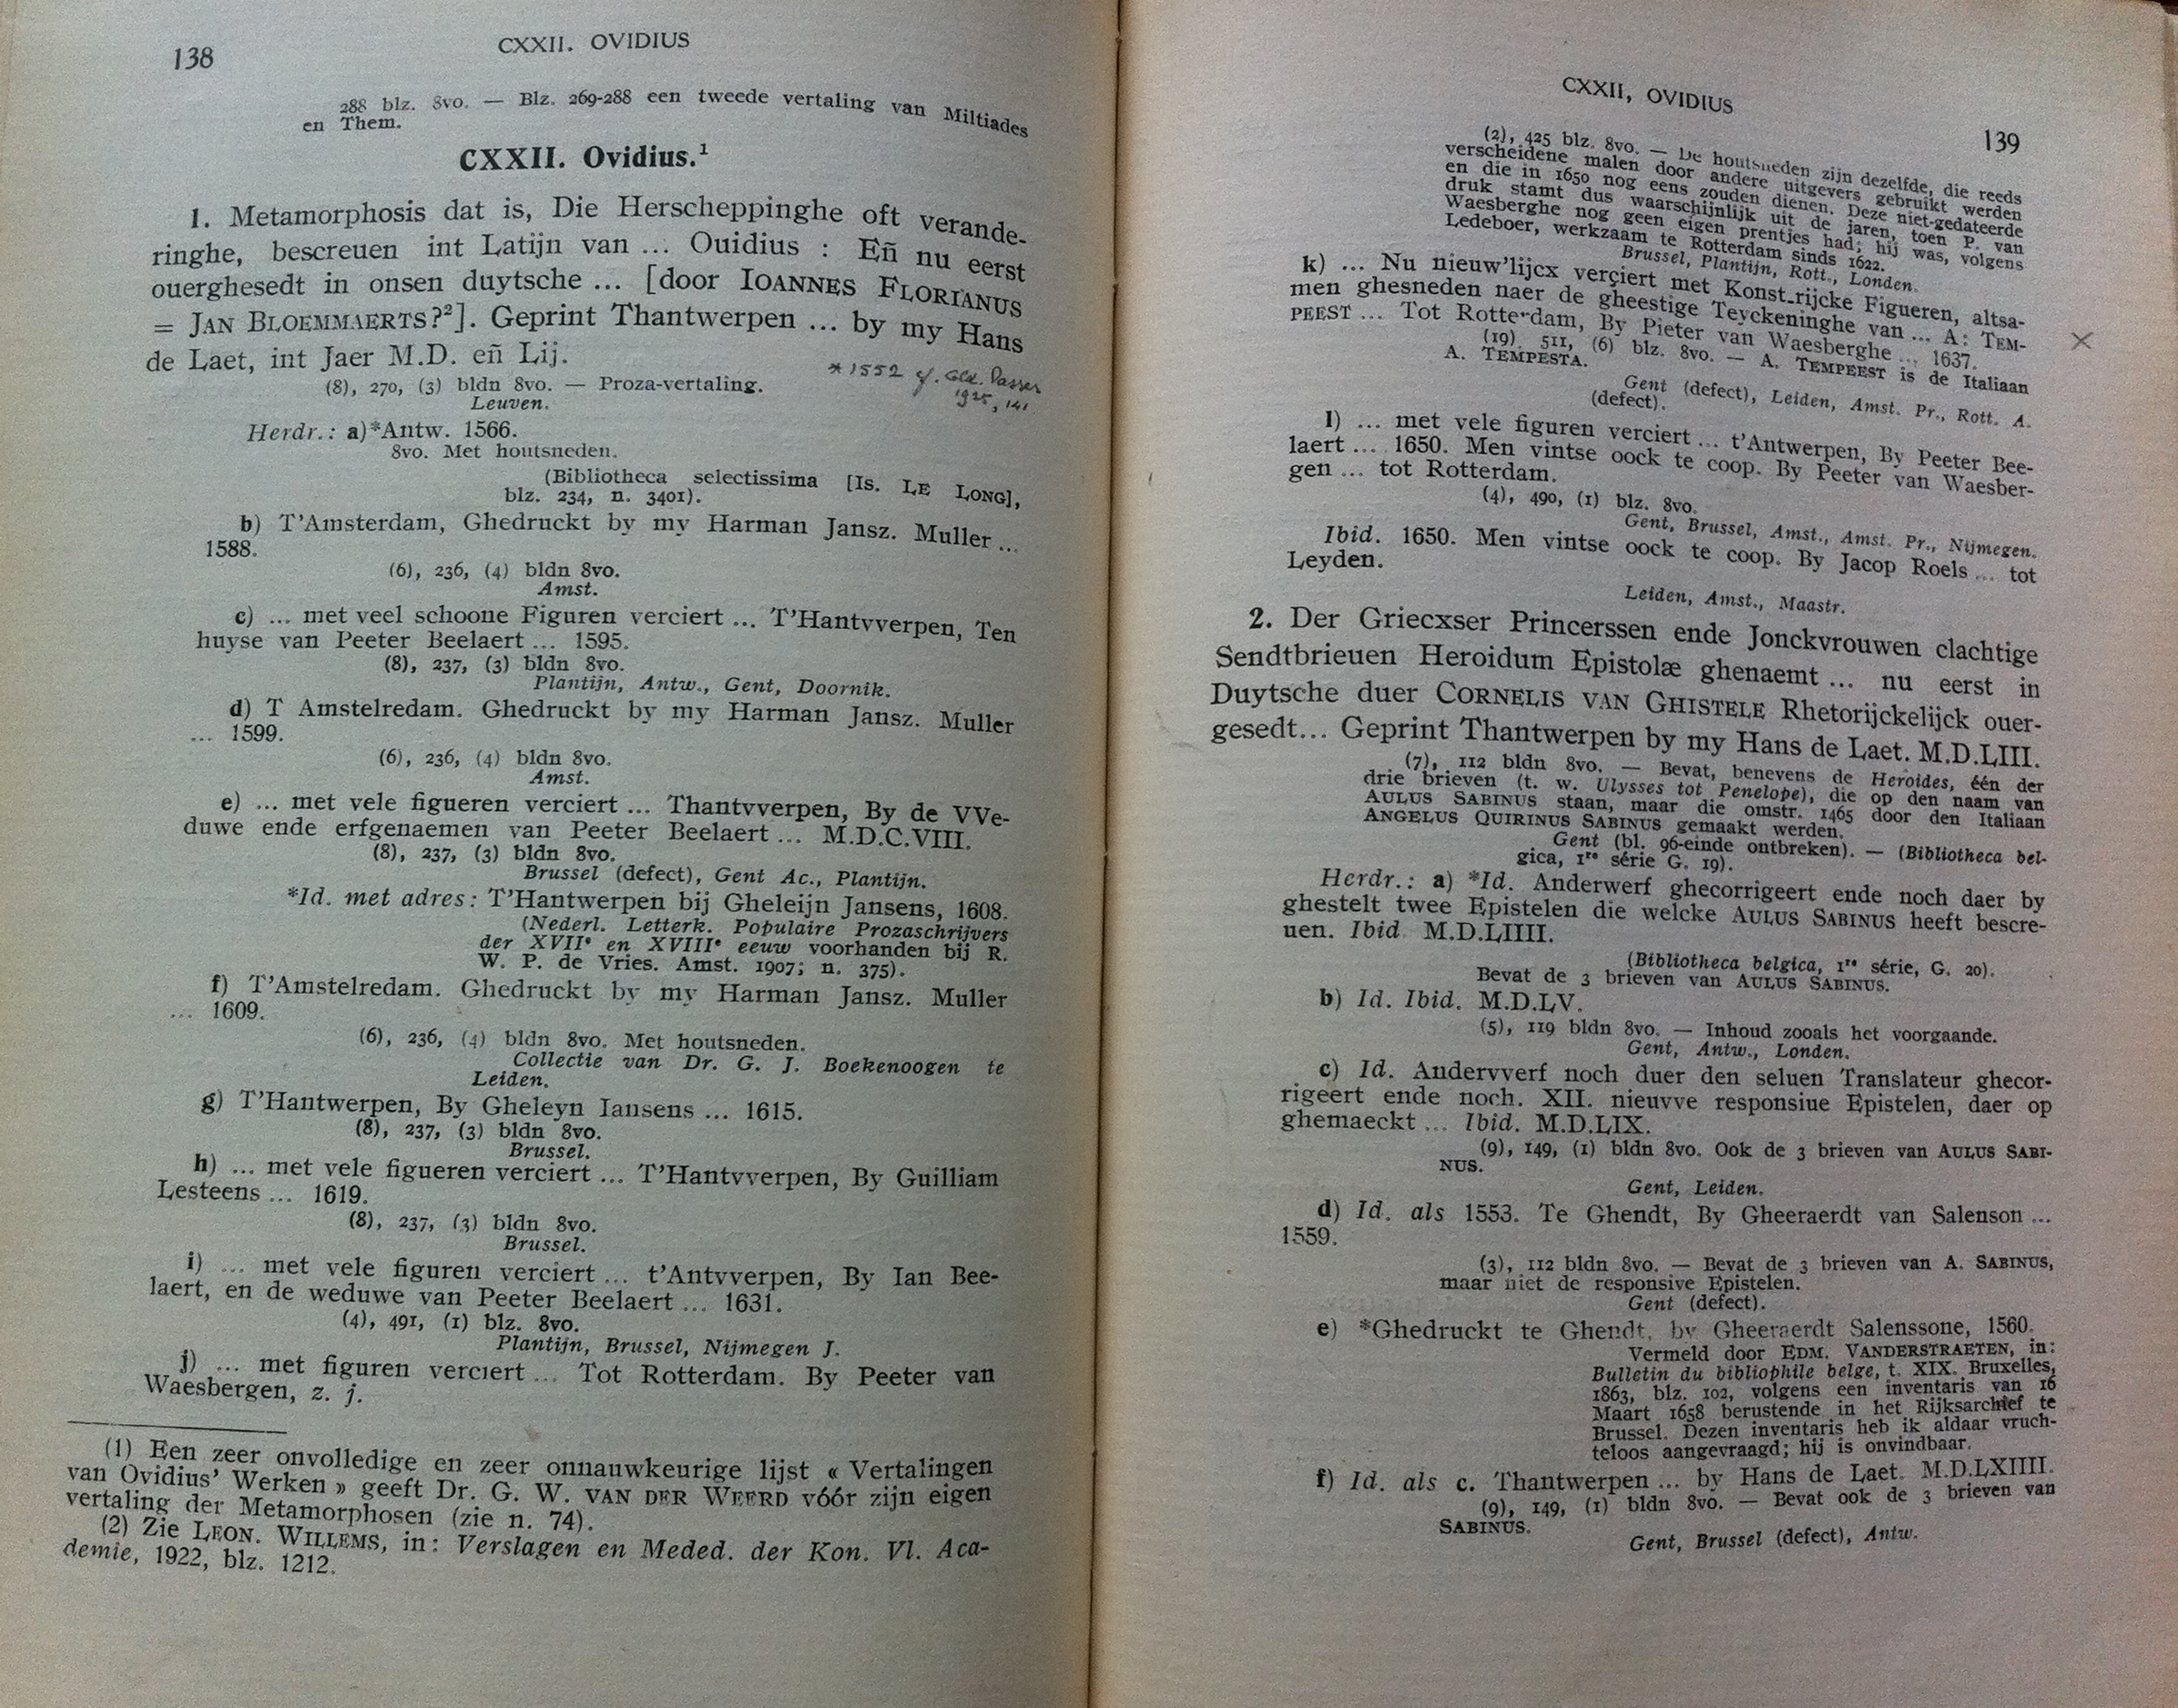 138
CXXII. OVIDIUS
288 blz. 8vo. — Blz. 269-288 een tweede vertaling van Miltiades
en Them.
CXXII. Ovidius.¹
1. Metamorphosis dat is, Die Herscheppinghe oft verande-
ringhe, bescreuen int Latijn van ... Ouidius : Eñ nu eerst
ouerghesedt in onsen duytsche ... [door IOANNES FLORIANUS
= JAN BLOEMMAERTS?²]. Geprint Thantwerpen ... by my Hans
de Laet, int Jaer M.D. eñ Lij.
* 1552 cf. Gld. Passer
1925, 141
(8), 270, (3) bldn 8vo. — Proza-vertaling.
Leuven.
Herdr.: a)*Antw. 1566.
8vo. Met houtsneden.
(Bibliotheca selectissima [Is. LE LONG],
blz. 234, n. 3401).
b) T'Amsterdam, Ghedruckt by my Harman Jansz. Muller ...
1588.
(6), 236, (4) bldn 8vo.
Amst.
c) ... met veel schoone Figuren verciert ... T'Hantvverpen, Ten
huyse van Peeter Beelaert ... 1595.
(8), 237, (3) bldn 8vo.
Plantijn, Antw., Gent, Doornik.
d) T Amstelredam. Ghedruckt by my Harman Jansz. Muller
... 1599.
(6), 236, (4) bldn 8vo.
Amst.
e) ... met vele figueren verciert ... Thantvverpen, By de VVe-
duwe ende erfgenaemen van Peeter Beelaert ... M.D.C.VIII.
(8), 237, (3) bldn 8vo.
Brussel (defect), Gent Ac., Plantijn.
*Id. met adres: T'Hantwerpen bij Gheleijn Jansens, 1608.
(Nederl. Letterk. Populaire Prozaschrijvers
der XVIIe en XVIIIe eeuw voorhanden bij R.
W. P. de Vries. Amst. 1907; n. 375).
f) T'Amstelredam. Ghedruckt by my Harman Jansz. Muller
... 1609.
(6), 236, (4) bldn 8vo. Met houtsneden.
Collectie van Dr. G. J. Boekenoogen te
Leiden.
g) T'Hantwerpen, By Gheleyn Iansens ... 1615.
(8), 237, (3) bldn 8vo.
Brussel.
h) ... met vele figueren verciert ... T'Hantvverpen, By Guilliam
Lesteens ... 1619.
(8), 237, (3) bldn 8vo.
Brussel.
i) ... met vele figuren verciert ... t'Antvverpen, By Ian Bee-
laert, en de weduwe van Peeter Beelaert ... 1631.
(4), 491, (1) blz. 8vo.
Plantijn, Brussel, Nijmegen J.
j) ... met figuren verciert ... Tot Rotterdam. By Peeter van
Waesbergen, z. j.
(1) Een zeer onvolledige en zeer onnauwkeurige lijst « Vertalingen
van Ovidius' Werken » geeft Dr. G. W. VAN DER WEERD vóór zijn eigen
vertaling der Metamorphosen (zie n. 74).
(2) Zie LEON. WILLEMS, in: Verslagen en Meded. der Kon. Vl. Aca-
demie, 1922, blz. 1212.
CXXII, OVIDIUS
139
(2), 425 blz. 8vo. — De houtsneden zijn dezelfde, die reeds
verscheidene malen door andere uitgevers gebruikt werden
en die in 1650 nog eens zouden dienen. Deze niet-gedateerde
druk stamt dus waarschijnlijk uit de jaren, toen P. van
Waesberghe nog geen eigen prentjes had; hij was, volgens
Ledeboer, werkzaam te Rotterdam sinds 1622.
Brussel, Plantijn, Rott., Londen.
k) ... Nu nieuw'lijcx verçiert met Konst-rijcke Figueren, altsa-
men ghesneden naer de gheestige Teyckeninghe van ... A: TEM-
PEEST ... Tot Rotterdam, By Pieter van Waesberghe ... 1637.
(19) 511, (6) blz. 8vo. — A. TEMPEEST is de Italiaan
A. TEMPESTA.
Gent (defect), Leiden, Amst. Pr., Rott. A.
(defect).
l) ... met vele figuren verciert ... t'Antwerpen, By Peeter Bee-
laert ... 1650. Men vintse oock te coop. By Peeter van Waesber-
gen ... tot Rotterdam.
(4), 490, (1) blz. 8vo.
Gent, Brussel, Amst., Amst. Pr., Nijmegen.
Ibid. 1650. Men vintse oock te coop. By Jacop Roels ... tot
Leyden.
Leiden, Amst., Maastr.
2. Der Griecxser Princerssen ende Jonckvrouwen clachtige
Sendtbrieuen Heroidum Epistolæ ghenaemt ... nu eerst in
Duytsche duer CORNELIS VAN GHISTELE Rhetorijckelijck ouer-
gesedt... Geprint Thantwerpen by my Hans de Laet. M.D.LIII.
(7), 112 bldn 8vo. — Bevat, benevens de Heroides, één der
drie brieven (t. w. Ulysses tot Penelope), die op den naam van
AULUS SABINUS staan, maar die omstr. 1465 door den Italiaan
ANGELUS QUIRINUS SABINUS gemaakt werden.
Gent (bl. 96-einde ontbreken). — (Bibliotheca bel-
gica, 1re série G. 19).
Herdr.: a) *Id. Anderwerf ghecorrigeert ende noch daer by
ghestelt twee Epistelen die welcke AULUS SABINUS heeft bescre-
uen. Ibid M.D.LIIII.
(Bibliotheca belgica, 1re série, G. 20).
Bevat de 3 brieven van AULUS SABINUS.
b) Id. Ibid. M.D.LV.
(5), 119 bldn 8vo. — Inhoud zooals het voorgaande.
Gent, Antw., Londen.
c) Id. Andervverf noch duer den seluen Translateur ghecor-
rigeert ende noch. XII. nieuvve responsiue Epistelen, daer op
ghemaeckt ... Ibid. M.D.LIX.
(9), 149, (1) bldn 8vo. Ook de 3 brieven van AULUS SABI-
NUS.
Gent, Leiden.
d) Id. als 1553. Te Ghendt, By Gheeraerdt van Salenson ...
1559.
(3), 112 bldn 8vo. — Bevat de 3 brieven van A. SABINUS,
maar niet de responsive Epistelen.
Gent (defect).
e) *Ghedruckt te Ghendt, by Gheeraerdt Salenssone, 1560.
Vermeld door EDM. VANDERSTRAETEN, in:
Bulletin du bibliophile belge, t. XIX. Bruxelles,
1863, blz. 102, volgens een inventaris van 16
Maart 1658 berustende in het Rijksarchief te
Brussel. Dezen inventaris heb ik aldaar vruch-
teloos aangevraagd; hij is onvindbaar.
f) Id. als c. Thantwerpen ... by Hans de Laet. M.D.LXIIII.
(9), 149, (1) bldn 8vo. — Bevat ook de 3 brieven van
SABINUS.
Gent, Brussel (defect), Antw.